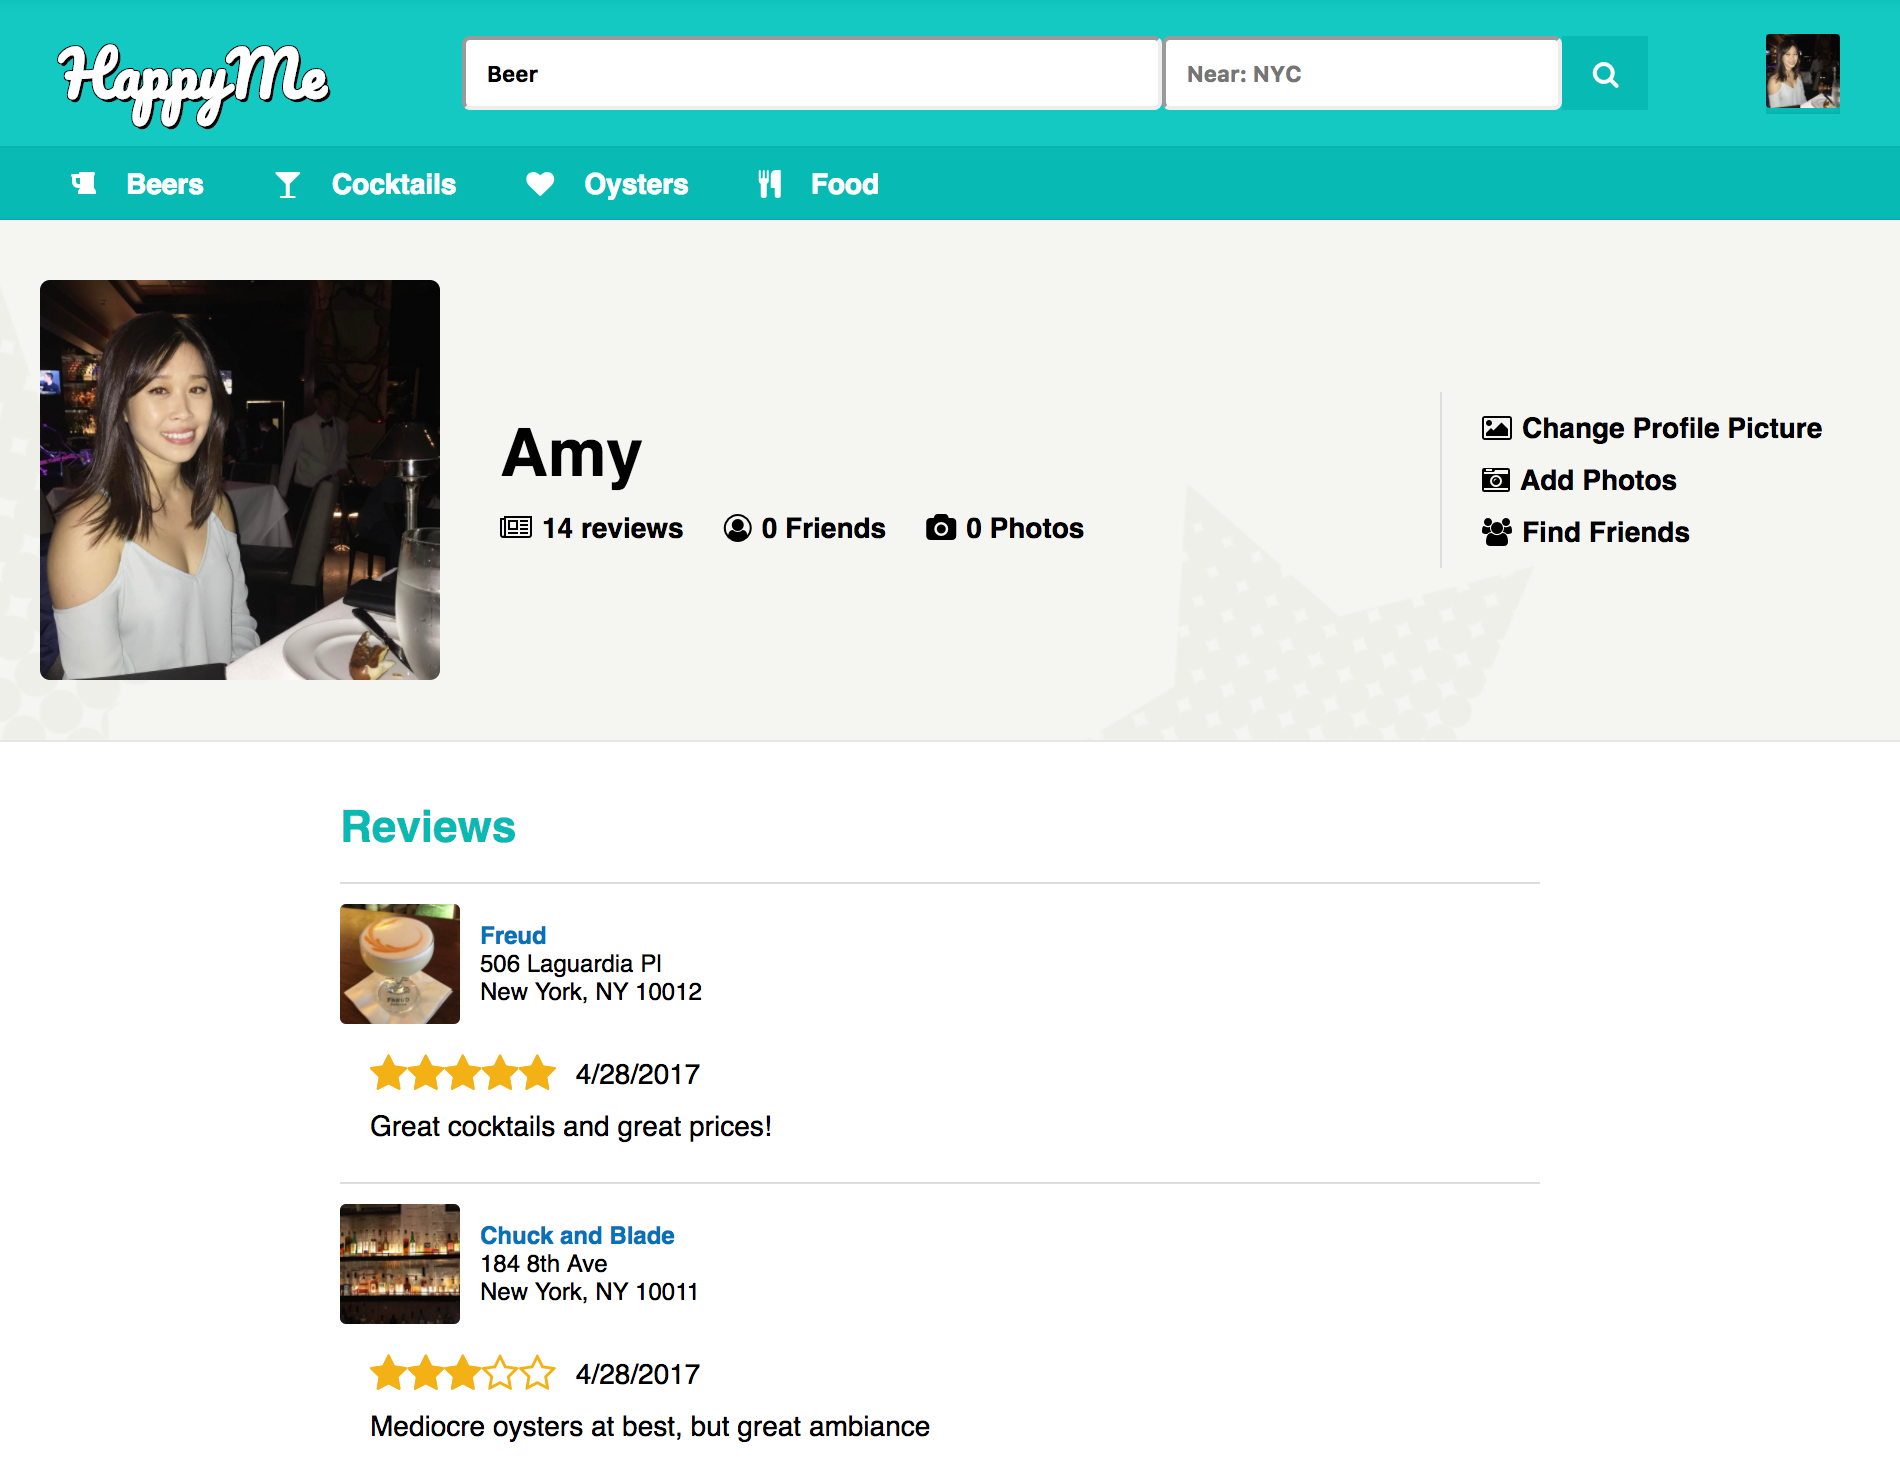 HappyMe
Beer
Near: NYC
Beers
Cocktails
Oysters
Food
Amy
14 reviews
0 Friends
0 Photos
Change Profile Picture
Add Photos
Find Friends
Reviews
Freud
506 Laguardia Pl
New York, NY 10012
4/28/2017
Great cocktails and great prices!
Chuck and Blade
184 8th Ave
New York, NY 10011
4/28/2017
Mediocre oysters at best, but great ambiance